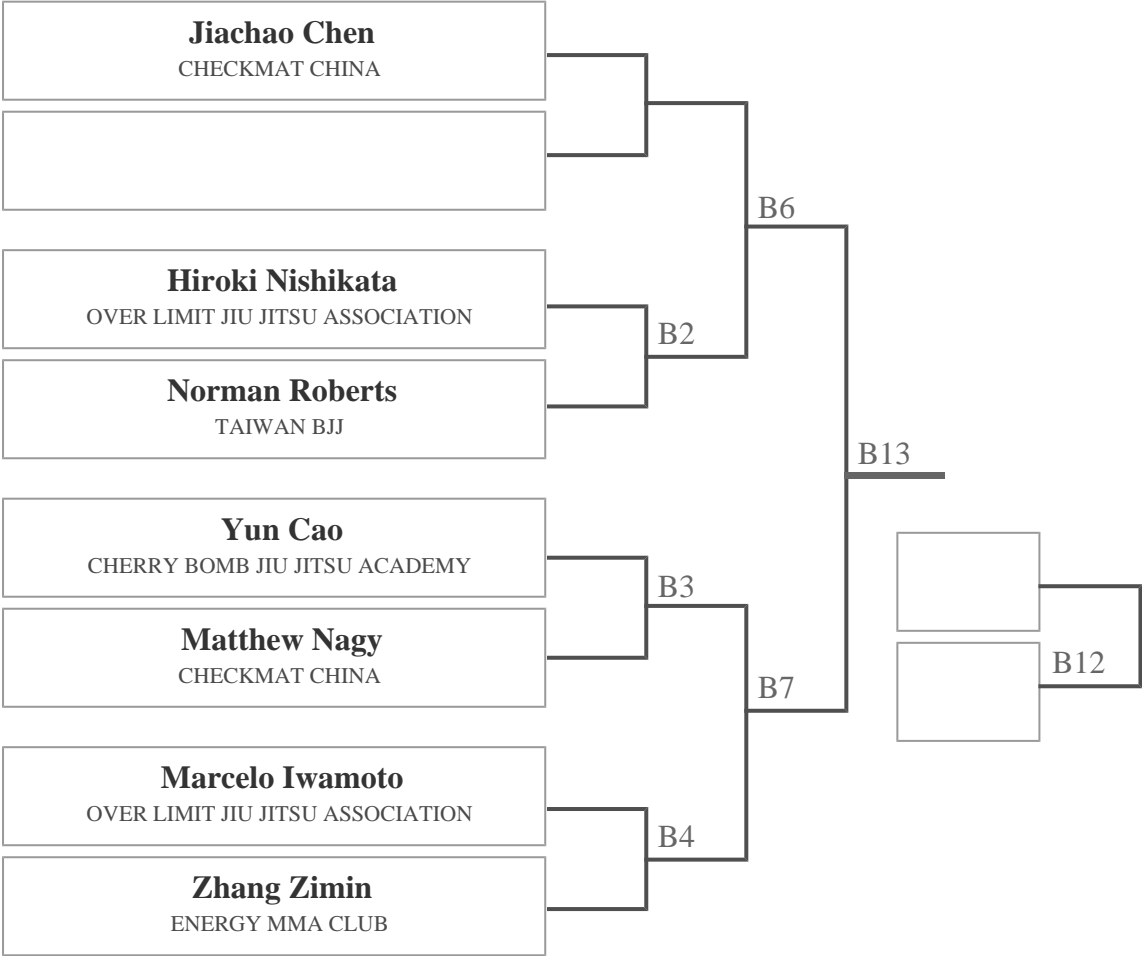 Jiachao Chen
CHECKMAT CHINA
B6
Hiroki Nishikata
OVER LIMIT JIU JITSU ASSOCIATION
B2
Norman Roberts
TAIWAN BJJ
B13
Yun Cao
CHERRY BOMB JIU JITSU ACADEMY
B3
Matthew Nagy
CHECKMAT CHINA
B12
B7
Marcelo Iwamoto
OVER LIMIT JIU JITSU ASSOCIATION
B4
Zhang Zimin
ENERGY MMA CLUB